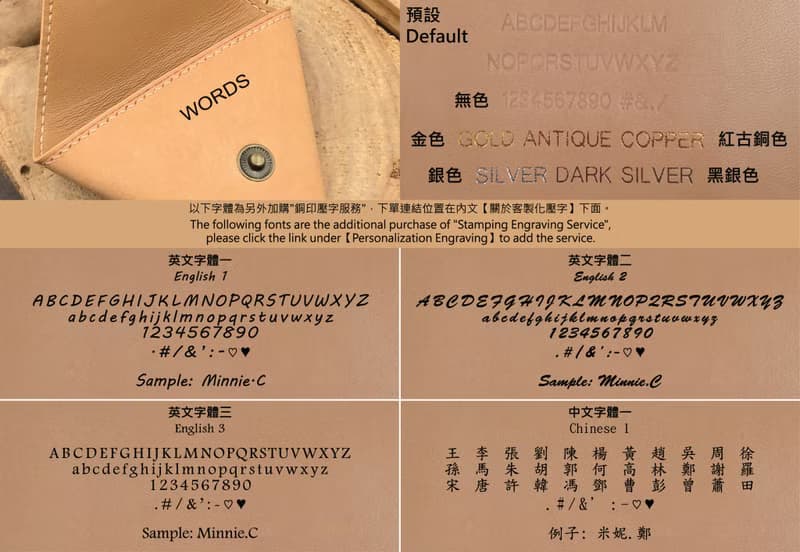 WORDS
預設
Default
ABCDEFGHIJKLM
NOPQRSTUVWXYZ
無色 1234567890 #&./
金色 GOLD ANTIQUE COPPER 紅古銅色
銀色 SILVER DARK SILVER 黑銀色
以下字體為另外加購"銅印壓字服務"，下單連結位置在內文【關於客製化壓字】下面。
The following fonts are the additional purchase of "Stamping Engraving Service",
please click the link under【Personalization Engraving】to add the service.
英文字體一
English 1
ABCDEFGHIJKLMNOPQRSTUVWXYZ
abcdefghijklmnopqrstuvwxyz
1234567890
·#/&':-♡♥
Sample: Minnie·C
英文字體二
English 2
ABCDEFGHIJKLMNOPQRSTUVWXYZ
abcdefghijklmnopqrstuvwxyz
1234567890
.#/&':-♡♥
Sample: Minnie.C
英文字體三
English 3
ABCDEFGHIJKLMNOPQRSTUVWXYZ
abcdefghijklmnopqrstuvwxyz
1234567890
.#/&':-♡♥
Sample: Minnie.C
中文字體一
Chinese 1
王 李 張 劉 陳 楊 黃 趙 吳 周 徐
孫 馬 朱 胡 郭 何 高 林 鄭 謝 羅
宋 唐 許 韓 馮 鄧 曹 彭 曾 蕭 田
.#/&' :-♡♥
例子: 米妮.鄭